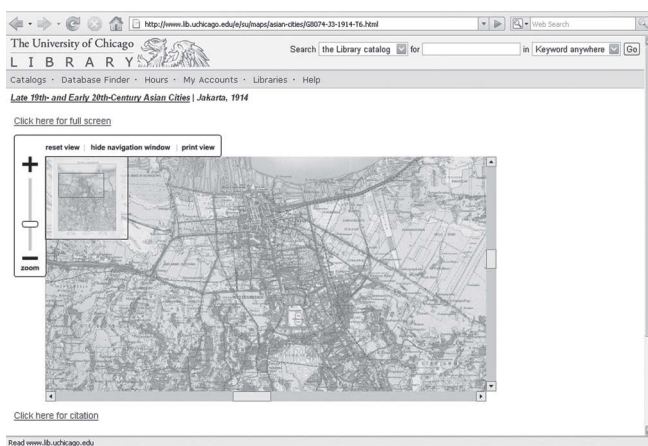 http://www.lib.uchicago.edu/e/su/maps/asian-cities/G8074-J3-1914-T6.html Web Search
The University of Chicago
LIBRARY
Search the Library catalog for in Keyword anywhere Go
Catalogs · Database Finder · Hours · My Accounts · Libraries · Help
Late 19th- and Early 20th-Century Asian Cities | Jakarta, 1914
Click here for full screen
reset view | hide navigation window | print view
zoom
Click here for citation
Read www.lib.uchicago.edu